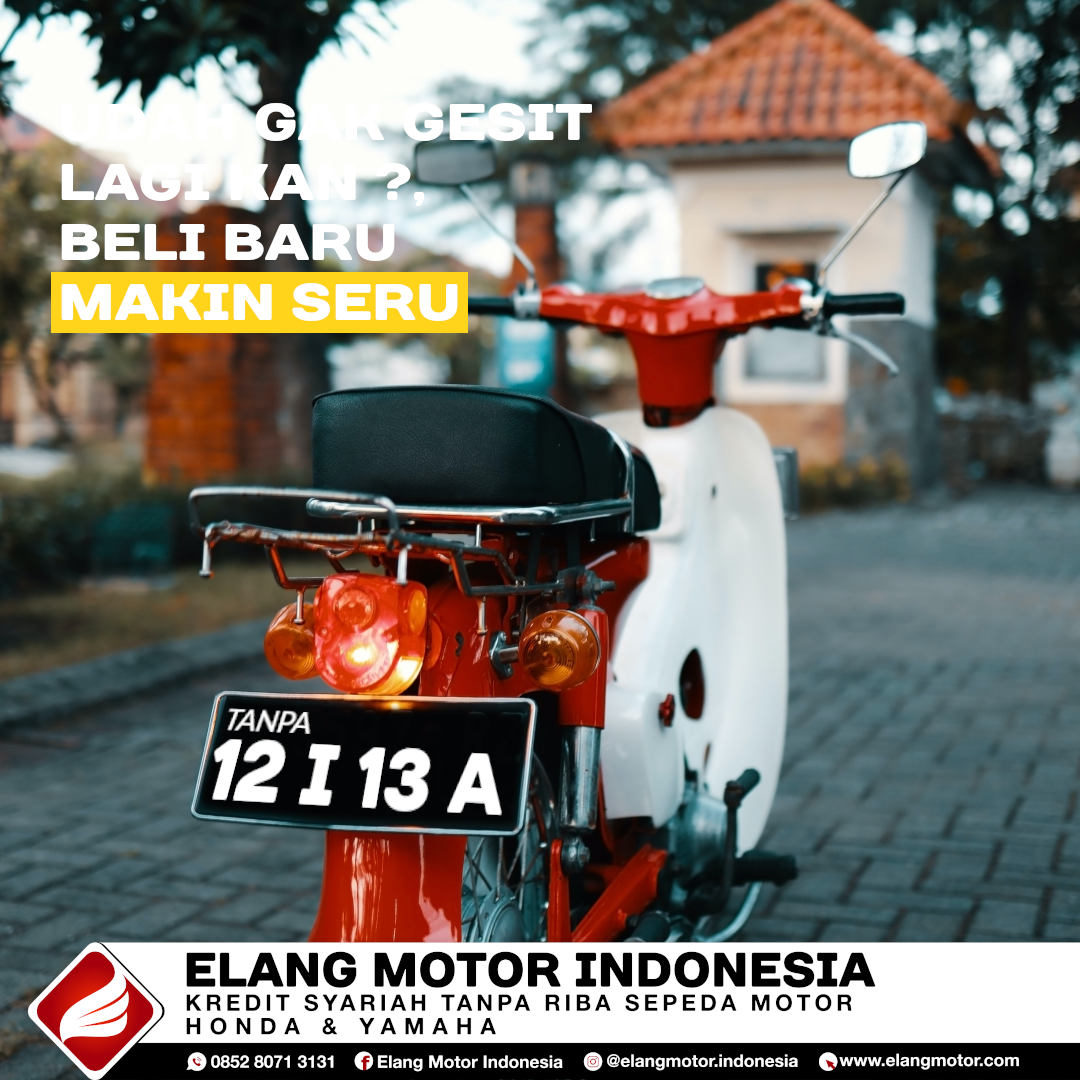 UDAH GAK GESIT
LAGI KAN ?,
BELI BARU
MAKIN SERU
TANPA
12 I 13 A
ELANG MOTOR INDONESIA
KREDIT SYARIAH TANPA RIBA SEPEDA MOTOR
HONDA & YAMAHA
0852 8071 3131 Elang Motor Indonesia @elangmotor.indonesia www.elangmotor.com